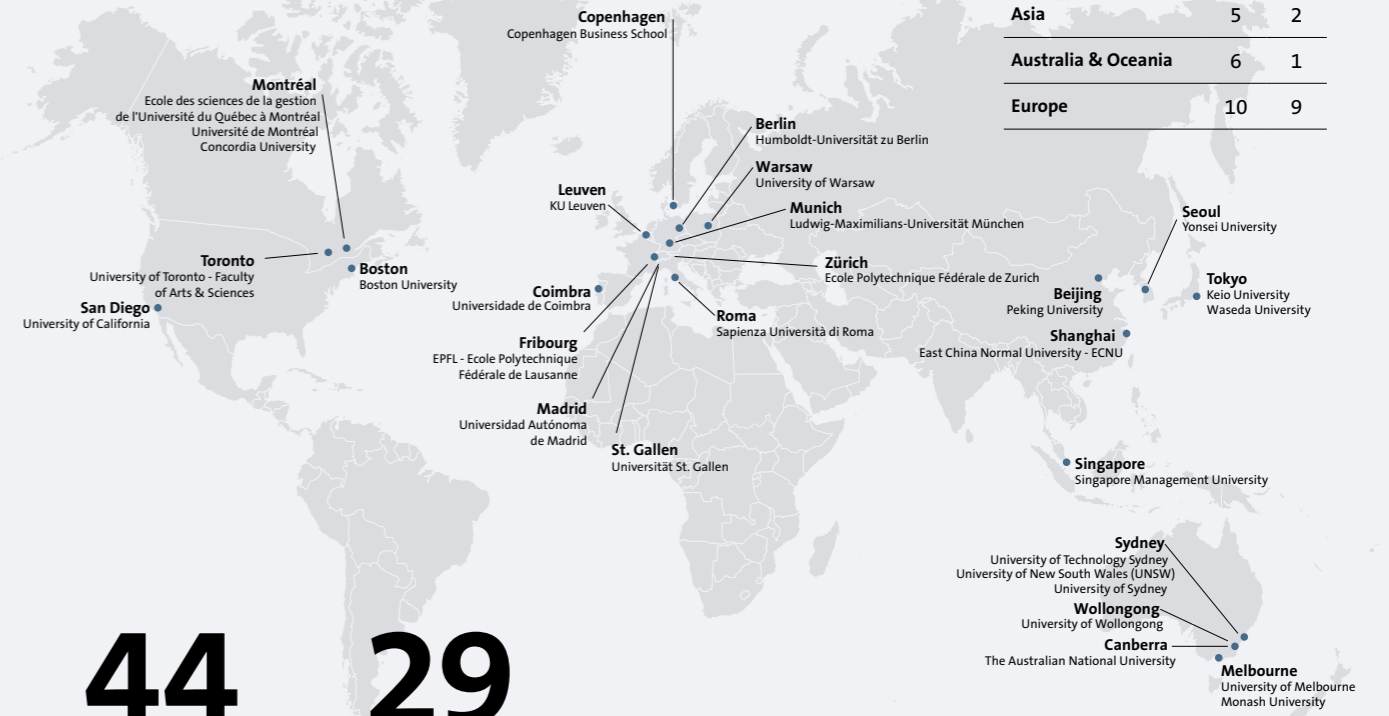 Copenhagen
Copenhagen Business School
Asia 5 2
Australia & Oceania 6 1
Europe 10 9
Montréal
Ecole des sciences de la gestion
de l'Université du Québec à Montréal
Université de Montréal
Concordia University
Berlin
Humboldt-Universität zu Berlin
Warsaw
University of Warsaw
Leuven
KU Leuven
Munich
Ludwig-Maximilians-Universität München
Seoul
Yonsei University
Toronto
University of Toronto - Faculty
of Arts & Sciences
Boston
Boston University
San Diego
University of California
Coimbra
Universidade de Coimbra
Zürich
Ecole Polytechnique Fédérale de Zurich
Beijing
Peking University
Tokyo
Keio University
Waseda University
Roma
Sapienza Università di Roma
Shanghai
East China Normal University - ECNU
Fribourg
EPFL - Ecole Polytechnique
Fédérale de Lausanne
Madrid
Universidad Autónoma
de Madrid
St. Gallen
Universität St. Gallen
Singapore
Singapore Management University
Sydney
University of Technology Sydney
University of New South Wales (UNSW)
University of Sydney
Wollongong
University of Wollongong
Canberra
The Australian National University
Melbourne
University of Melbourne
Monash University
44 29